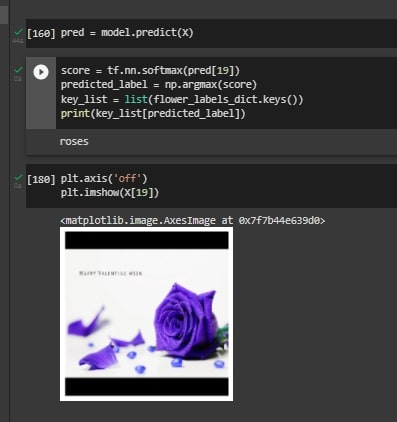 [160] pred = model.predict(X)
score = tf.nn.softmax(pred[19])
predicted_label = np.argmax(score)
key_list = list(flower_labels_dict.keys())
print(key_list[predicted_label])
roses
[180] plt.axis('off')
plt.imshow(X[19])
<matplotlib.image.AxesImage at 0x7f7b44e639d0>
HAPPY VALENTINE WEEK